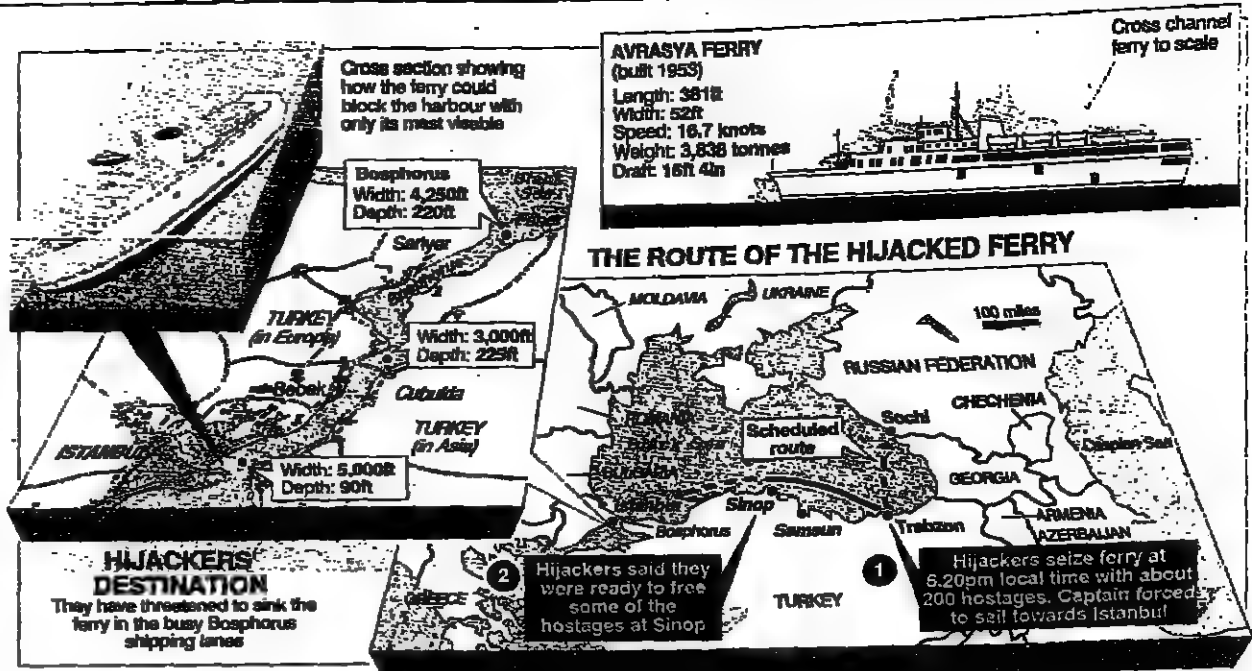 Cross section showing
how the ferry could
block the harbour with
only its mast visable
AVRASYA FERRY
(built 1953)
Length: 381ft
Width: 52ft
Speed: 16.7 knots
Weight: 3,838 tonnes
Draft: 16ft 4in
Cross channel
ferry to scale
Bosphorus
Width: 4,250ft
Depth: 220ft
Sariyer
TURKEY
(in Europe)
Width: 3,000ft
Depth: 225ft
Bebek
Cubulda
TURKEY
(in Asia)
ISTANBUL
Width: 5,000ft
Depth: 90ft
HIJACKERS'
DESTINATION
They have threatened to sink the
ferry in the busy Bosphorus
shipping lanes
THE ROUTE OF THE HIJACKED FERRY
MOLDAVIA
UKRAINE
100 miles
RUSSIAN FEDERATION
CHECHENIA
Sochi
Caspian Sea
Scheduled
route
BULGARIA
GEORGIA
Istanbul
Bosphorus
Sinop
Samsun
Trabzon
ARMENIA
AZERBAIJAN
GREECE
TURKEY
2
Hijackers said they
were ready to free
some of the
hostages at Sinop
1
Hijackers seize ferry at
6.20pm local time with about
200 hostages. Captain forced
to sail towards Istanbul